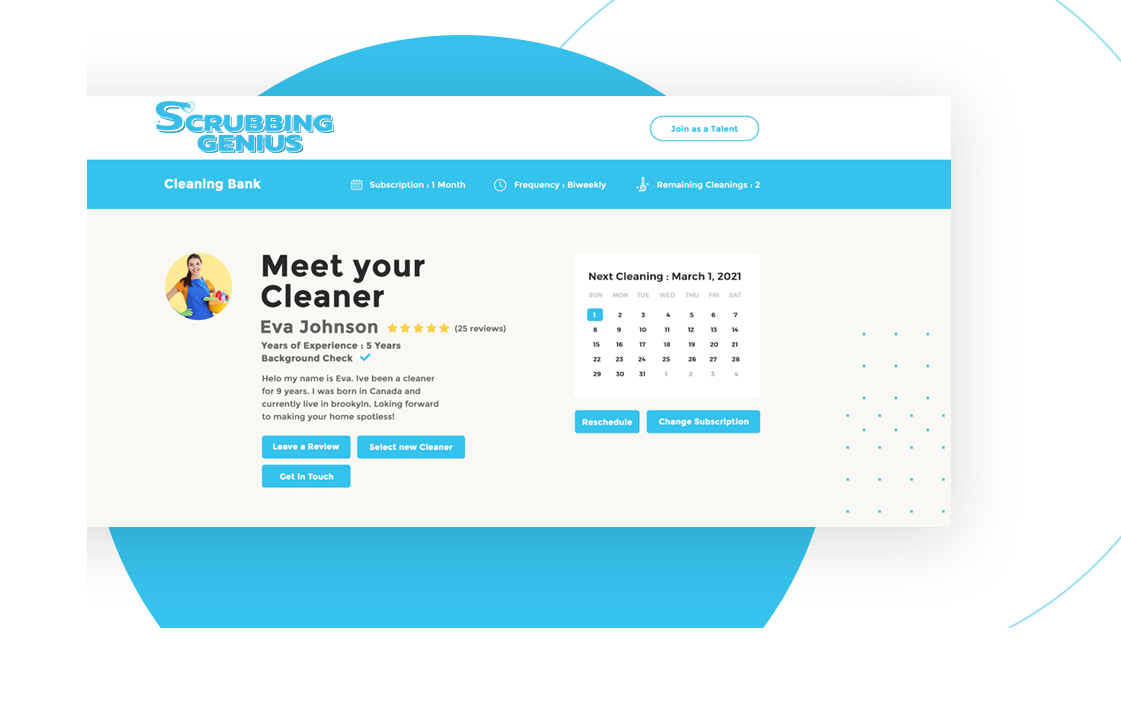 SCRUBBING
GENIUS
Join as a Talent
Cleaning Bank
Subscription : 1 Month
Frequency : Biweekly
Remaining Cleanings : 2
Meet your
Cleaner
Eva Johnson
(25 reviews)
Years of Experience : 5 Years
Background Check
Helo my name is Eva. Ive been a cleaner
for 9 years. I was born in Canada and
currently live in brookyln. Loking forward
to making your home spotless!
Leave a Review
Select new Cleaner
Get In Touch
Next Cleaning : March 1, 2021
SUN MON TUE WED THU FRI SAT
1 2 3 4 5 6 7
8 9 10 11 12 13 14
15 16 17 18 19 20 21
22 23 24 25 26 27 28
29 30 31 1 2 3 4
Reschedule
Change Subscription